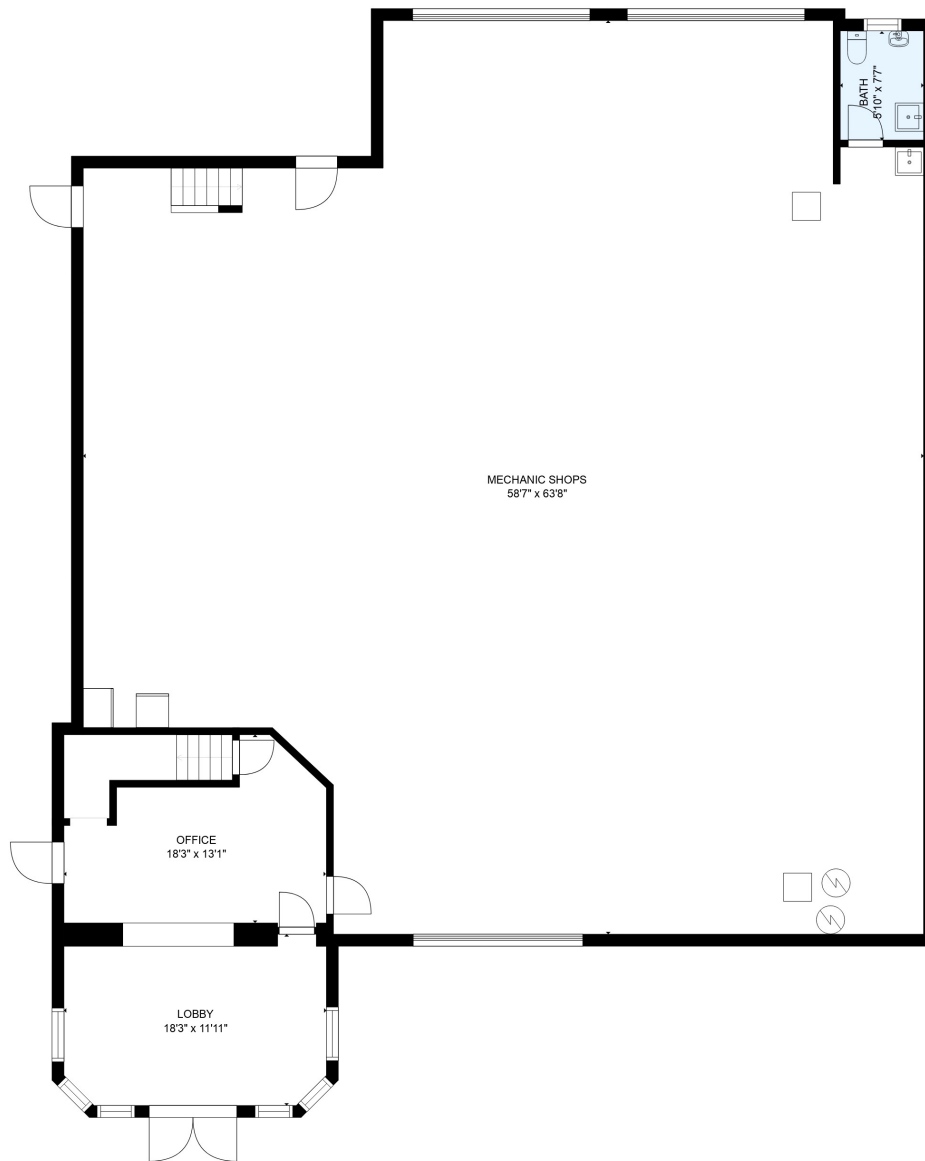 BATH
5'10" x 7'7"
MECHANIC SHOPS
58'7" x 63'8"
OFFICE
18'3" x 13'1"
LOBBY
18'3" x 11'11"